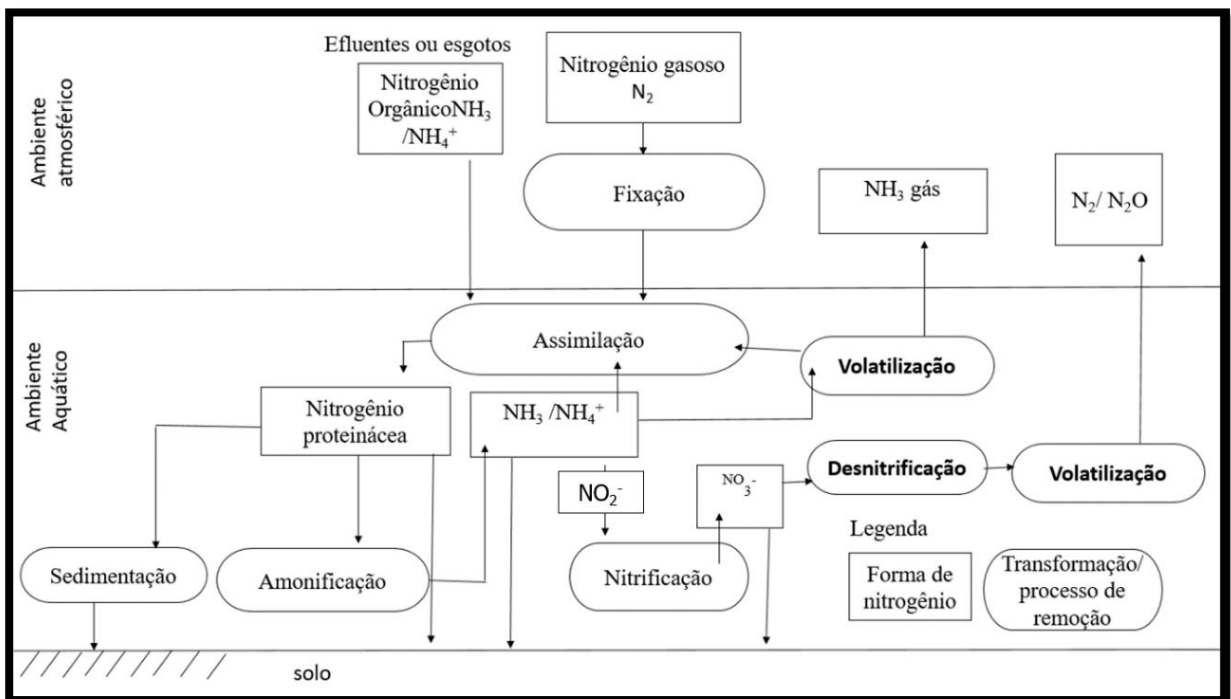 Ambiente
atmosférico
Efluentes ou esgotos
Nitrogênio
OrgânicoNH₃
/NH₄⁺
Nitrogênio gasoso
N₂
Fixação
NH₃ gás
N₂/ N₂O
Ambiente
Aquático
Assimilação
Volatilização
Nitrogênio
proteinácea
NH₃ /NH₄⁺
NO₂⁻
NO₃⁻
Desnitrificação
Volatilização
Sedimentação
Amonificação
Nitrificação
Legenda
Forma de
nitrogênio
Transformação/
processo de
remoção
solo